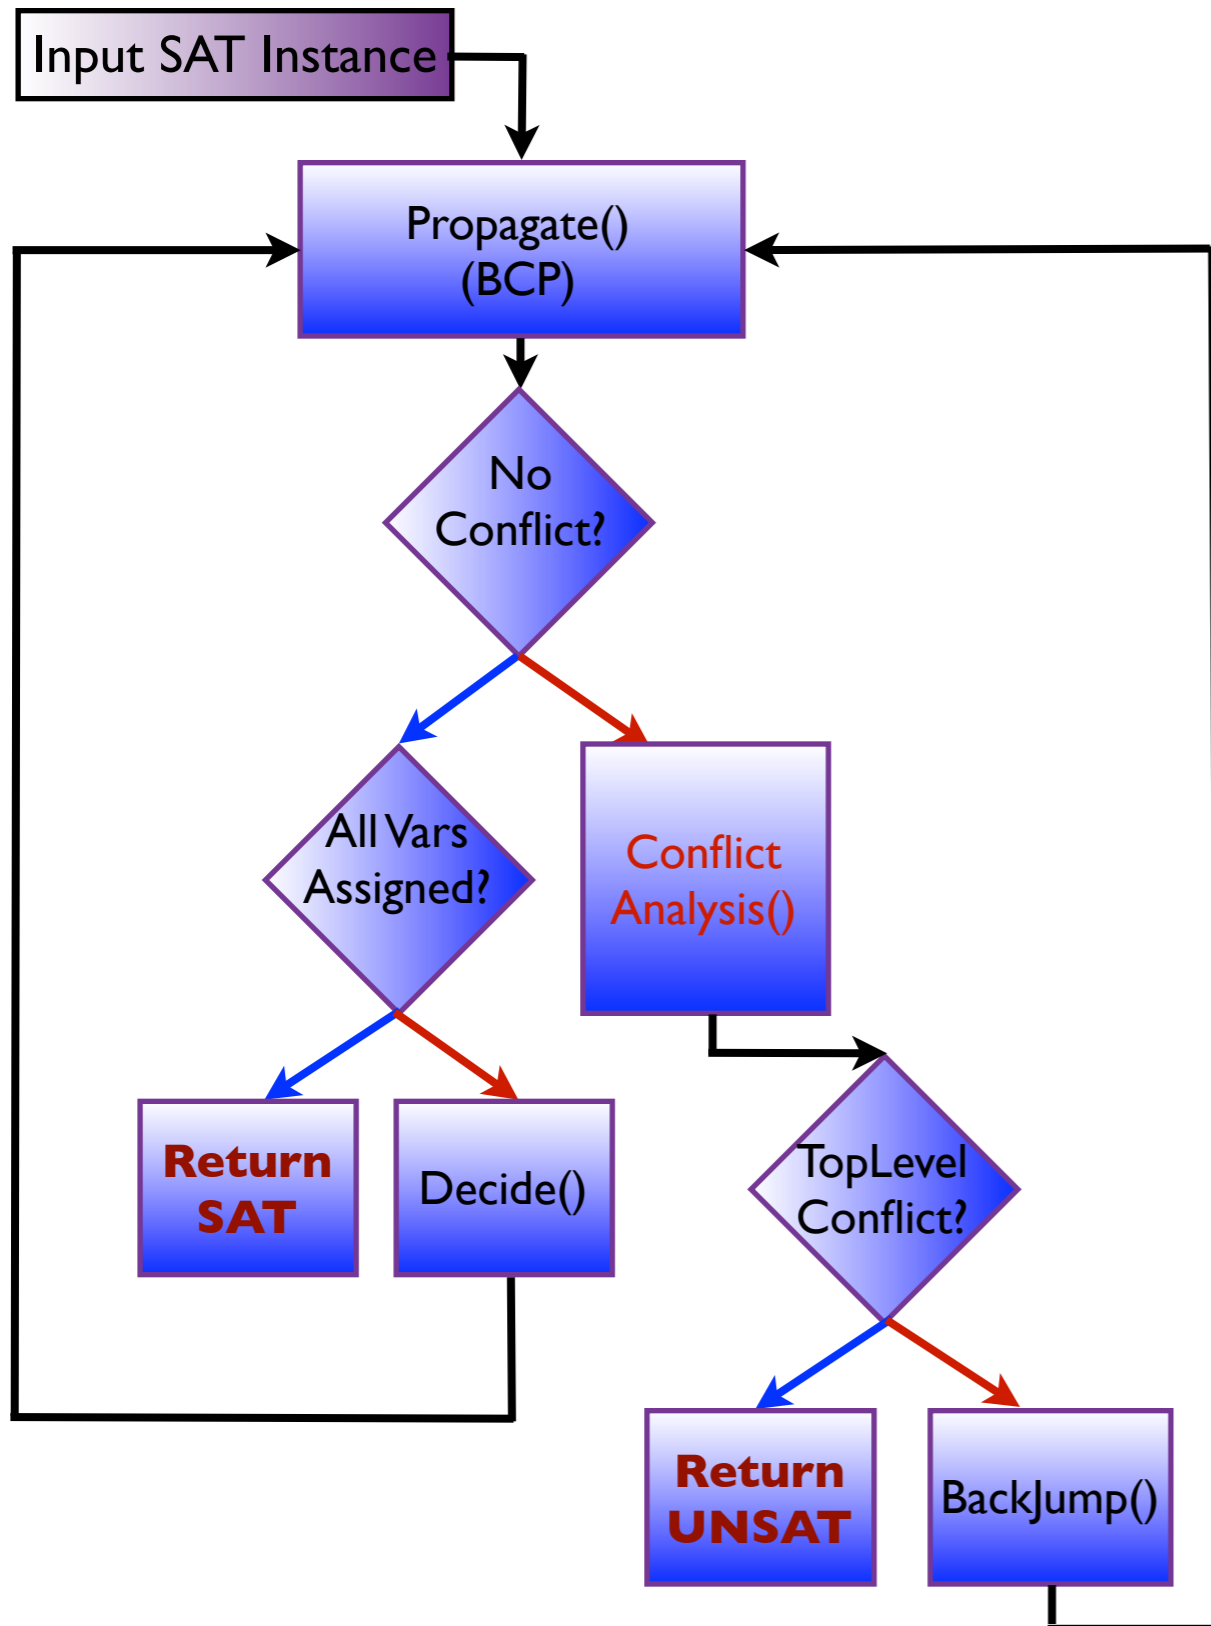 Input SAT Instance
Propagate()
(BCP)
No
Conflict?
All Vars
Assigned?
Conflict
Analysis()
Return
SAT
Decide()
TopLevel
Conflict?
Return
UNSAT
BackJump()